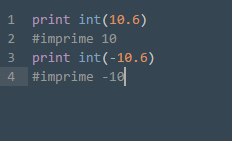 1 print int(10.6)
2 #imprime 10
3 print int(-10.6)
4 #imprime -10